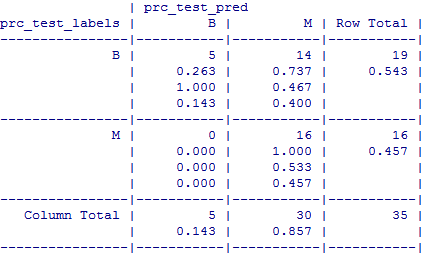 | prc_test_pred
prc_test_labels | B | M | Row Total |
----------------|-----------|-----------|-----------|
B | 5 | 14 | 19 |
| 0.263 | 0.737 | 0.543 |
| 1.000 | 0.467 | |
| 0.143 | 0.400 | |
----------------|-----------|-----------|-----------|
M | 0 | 16 | 16 |
| 0.000 | 1.000 | 0.457 |
| 0.000 | 0.533 | |
| 0.000 | 0.457 | |
----------------|-----------|-----------|-----------|
Column Total | 5 | 30 | 35 |
| 0.143 | 0.857 | |
----------------|-----------|-----------|-----------|